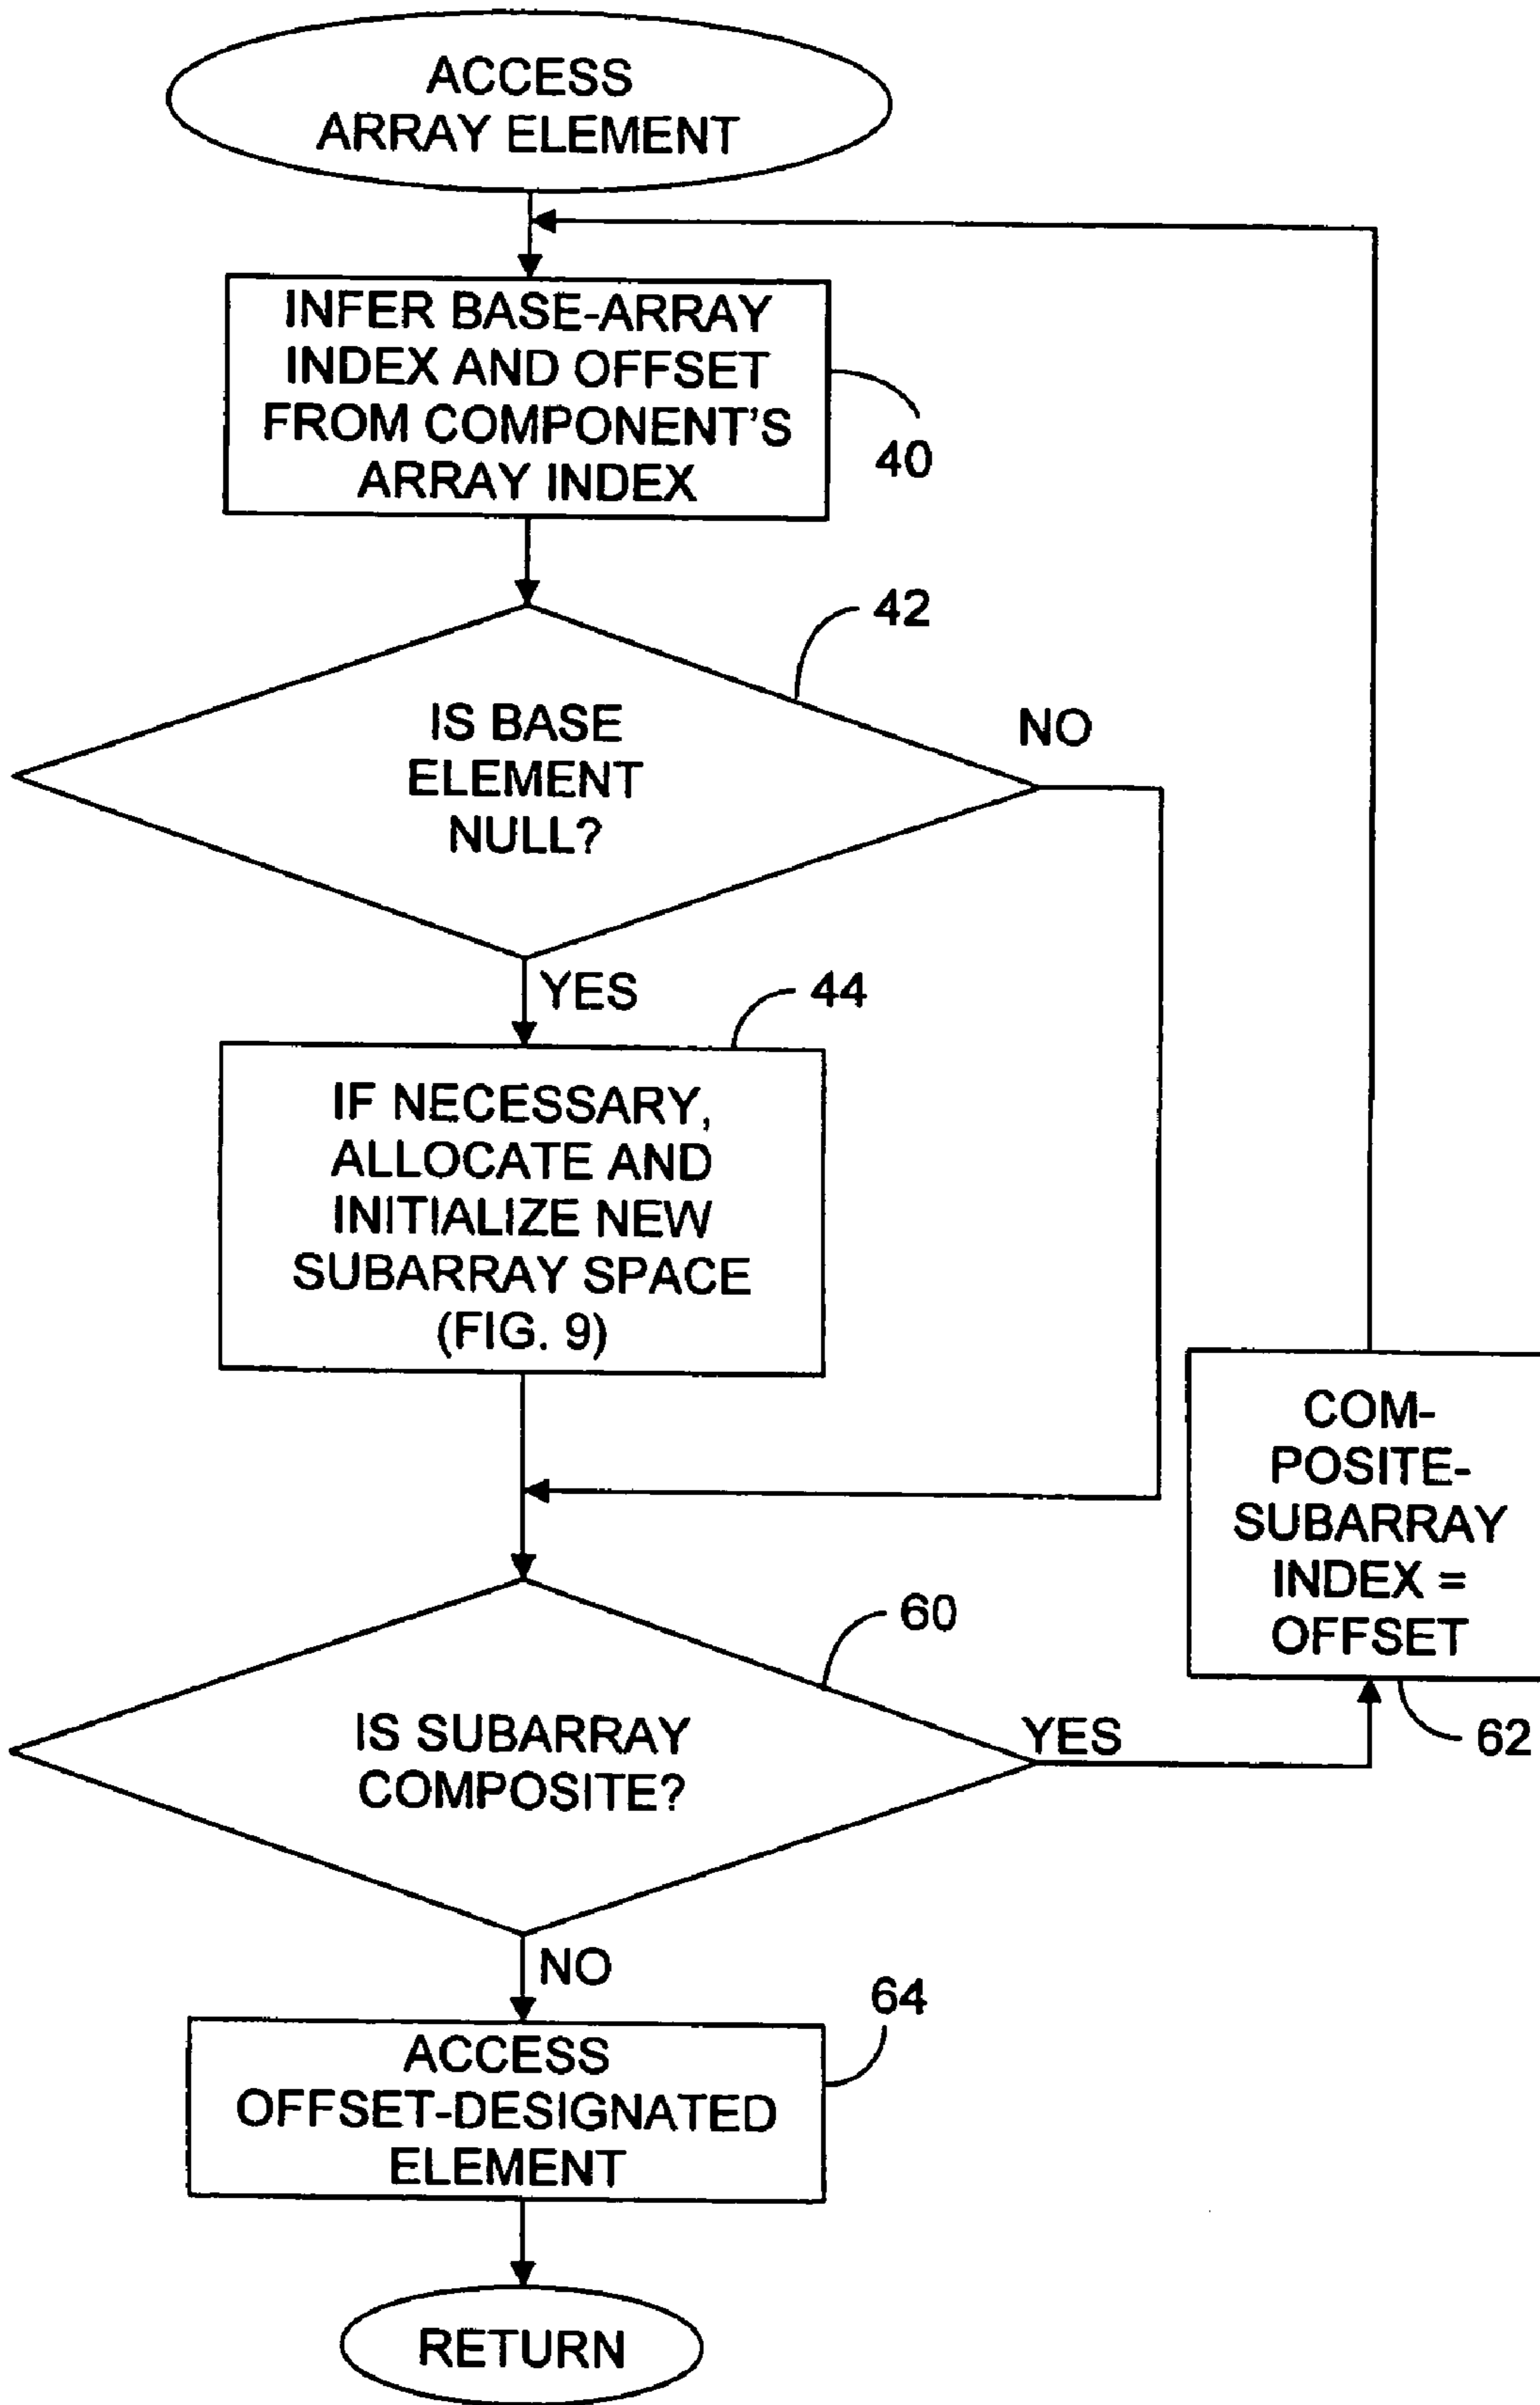 ACCESS
ARRAY ELEMENT
INFER BASE-ARRAY
INDEX AND OFFSET
FROM COMPONENT'S
ARRAY INDEX
40
42
IS BASE
ELEMENT
NULL?
NO
YES
44
IF NECESSARY,
ALLOCATE AND
INITIALIZE NEW
SUBARRAY SPACE
(FIG. 9)
COM-
POSITE-
SUBARRAY
INDEX =
OFFSET
62
60
IS SUBARRAY
COMPOSITE?
YES
NO
64
ACCESS
OFFSET-DESIGNATED
ELEMENT
RETURN